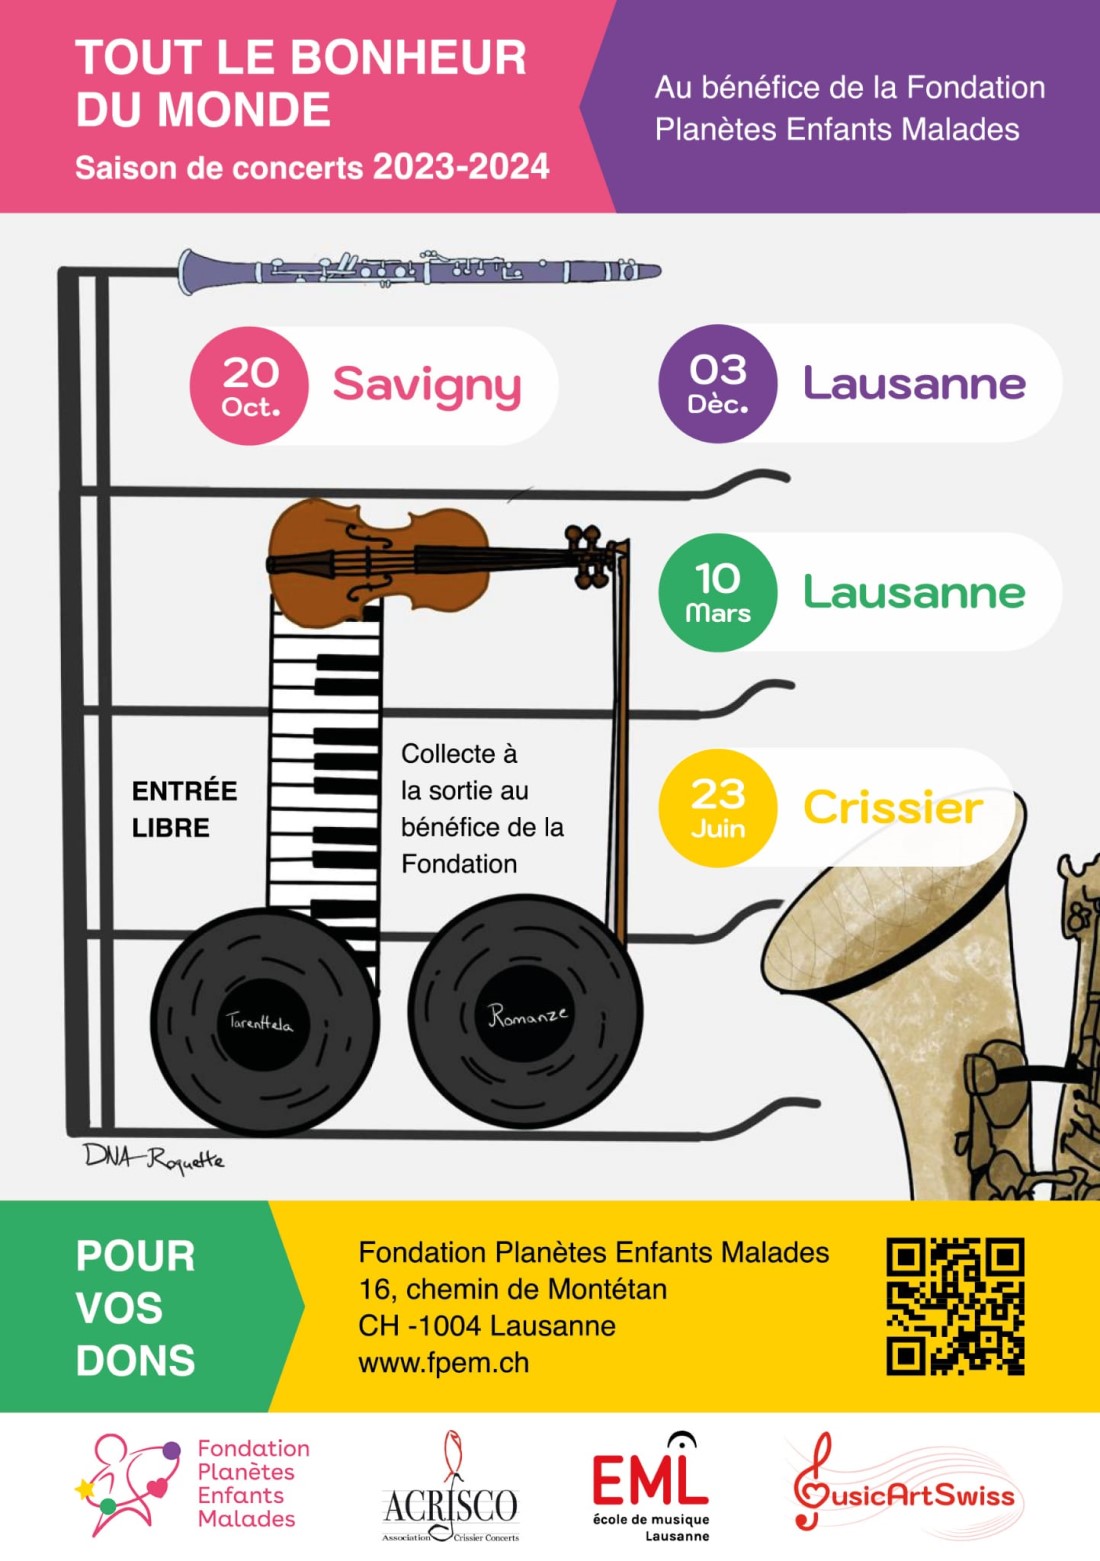 TOUT LE BONHEUR
DU MONDE
Saison de concerts 2023-2024
Au bénéfice de la Fondation
Planètes Enfants Malades
20
Oct.
Savigny
03
Dèc.
Lausanne
10
Mars
Lausanne
23
Juin
Crissier
ENTRÉE
LIBRE
Collecte à
la sortie au
bénéfice de la
Fondation
Tarenttela
Romanze
DNA-Roquette
POUR
VOS
DONS
Fondation Planètes Enfants Malades
16, chemin de Montétan
CH -1004 Lausanne
www.fpem.ch
Fondation
Planètes
Enfants
Malades
ACRISCO
Association Crissier Concerts
EML
école de musique
Lausanne
MusicArtSwiss